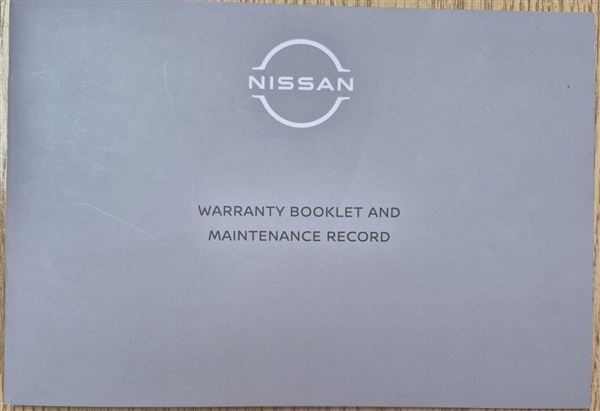 NISSAN
WARRANTY BOOKLET AND
MAINTENANCE RECORD